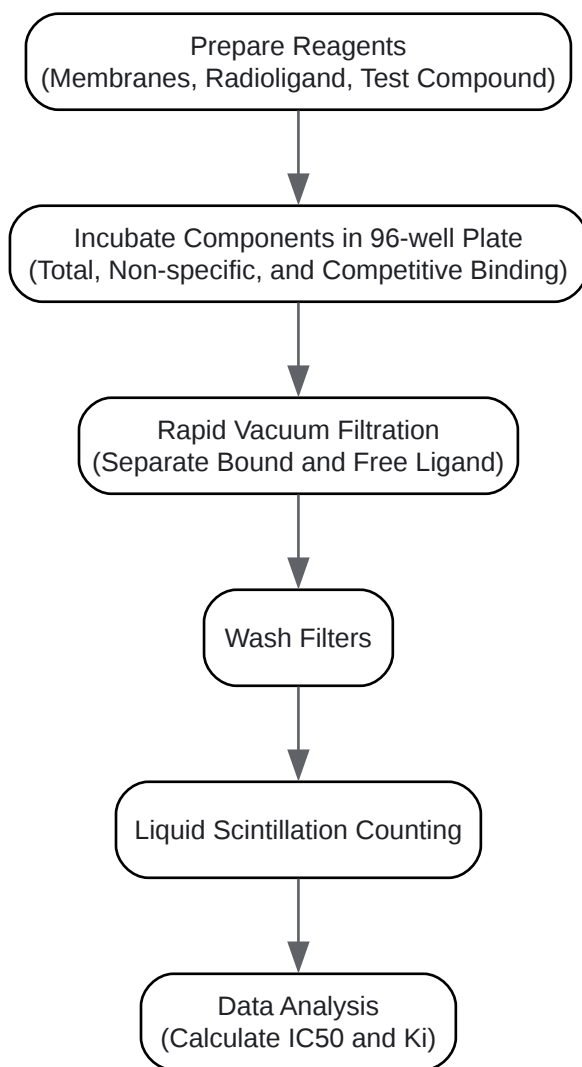 Prepare Reagents
(Membranes, Radioligand, Test Compound)
Incubate Components in 96-well Plate
(Total, Non-specific, and Competitive Binding)
Rapid Vacuum Filtration
(Separate Bound and Free Ligand)
Wash Filters
Liquid Scintillation Counting
Data Analysis
(Calculate IC50 and Ki)